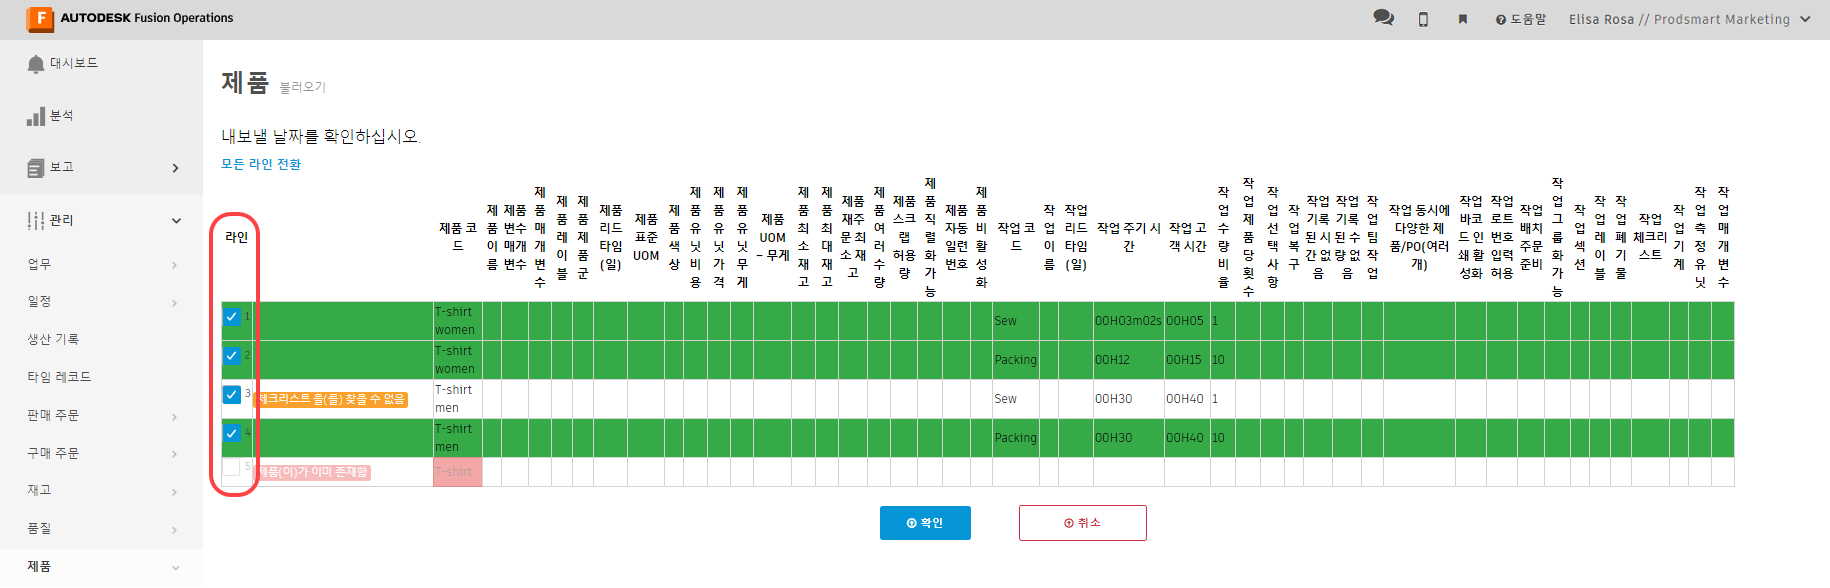 AUTODESK Fusion Operations
도움말
Elisa Rosa // Prodsmart Marketing
대시보드
분석
보고
관리
업무
일정
생산 기록
타임 레코드
판매 주문
구매 주문
재고
품질
제품
제품 불러오기
내보낼 날짜를 확인하십시오.
모든 라인 전환
라인
제품 코드
제품 이름
제품 변수 매개 변수
제품 매개 변수
제품 레이블
제품 제품군
제품 리드 타임 (일)
제품 표준 UOM
제품 색상
제품 유닛 비용
제품 유닛 가격
제품 유닛 무게
제품 UOM – 무게
제품 최소 재고
제품 최대 재고
제품 재주문 최소 재고
제품 여러 수량
제품 스크랩 허용량
제품 직렬화 가능
제품 자동 일련 번호
제품 비활성화
작업 코드
작업 이름
작업 리드 타임 (일)
작업 주기 시간
작업 고객 시간
작업 수량 비율
작업 제품당 횟수
작업 선택 사항
작업 복구
작업 기록된 시간 없음
작업 기록된 수량 없음
작업 팀 작업
작업 동시에 다양한 제품/PO(여러 개)
작업 바코드 인쇄 활성화
작업 로트 번호 입력 허용
작업 배치 주문 준비
작업 그룹화 가능
작업 섹션
작업 레이블
작업 폐기물
작업 체크리스트
작업 기계
작업 측정 유닛
작업 매개 변수
1 T-shirt women Sew 00H03m02s 00H05 1
2 T-shirt women Packing 00H12 00H15 10
3 체크리스트 을(를) 찾을 수 없음 T-shirt men Sew 00H30 00H40 1
4 T-shirt men Packing 00H30 00H40 10
5 제품(이)가 이미 존재함 T-shirt
확인
취소